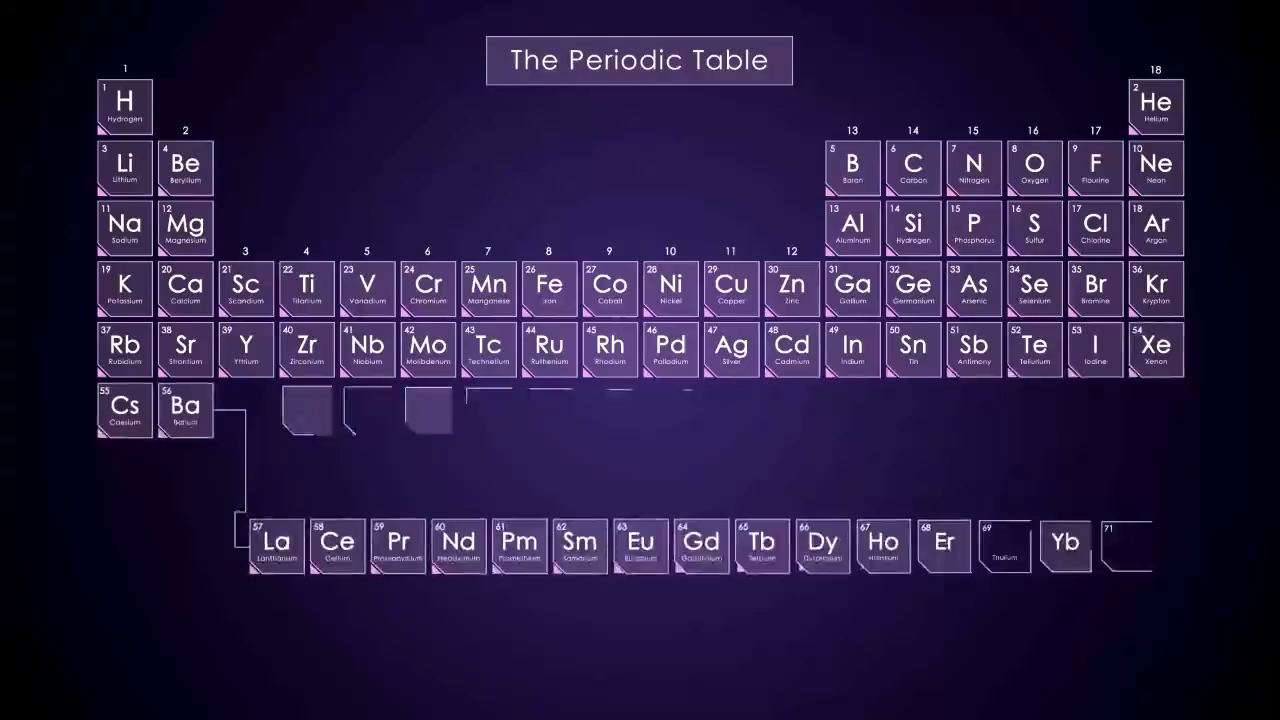 The Periodic Table
1 18
1 H Hydrogen 2 He Helium
2 13 14 15 16 17
3 Li Lithium 4 Be Beryllium 5 B Boran 6 C Carbon 7 N Nitrogen 8 O Oxygen 9 F Flourine 10 Ne Neon
11 Na Sodium 12 Mg Magnesium 13 Al Aluminum 14 Si Hydrogen 15 P Phosphorus 16 S Sulfur 17 Cl Chlorine 18 Ar Argon
3 4 5 6 7 8 9 10 11 12
19 K Potassium 20 Ca Calcium 21 Sc Scandium 22 Ti Titanium 23 V Vanadium 24 Cr Chromium 25 Mn Manganese 26 Fe Iron 27 Co Cobalt 28 Ni Nickel 29 Cu Copper 30 Zn Zinc 31 Ga Gallium 32 Ge Germanium 33 As Arsenic 34 Se Selenium 35 Br Bromine 36 Kr Krypton
37 Rb Rubidium 38 Sr Strontium 39 Y Yttrium 40 Zr Zirconium 41 Nb Niobium 42 Mo Molibdenum 43 Tc Technetium 44 Ru Ruthenium 45 Rh Rhodium 46 Pd Palladium 47 Ag Silver 48 Cd Cadmium 49 In Indium 50 Sn Tin 51 Sb Antimony 52 Te Tellurium 53 I Iodine 54 Xe Xenon
55 Cs Caesium 56 Ba Batium
57 La 58 Ce 59 Pr 60 Nd 61 Pm 62 Sm 63 Eu 64 Gd 65 Tb Terbium 66 Dy 67 Ho 68 Er 69 Yb 71